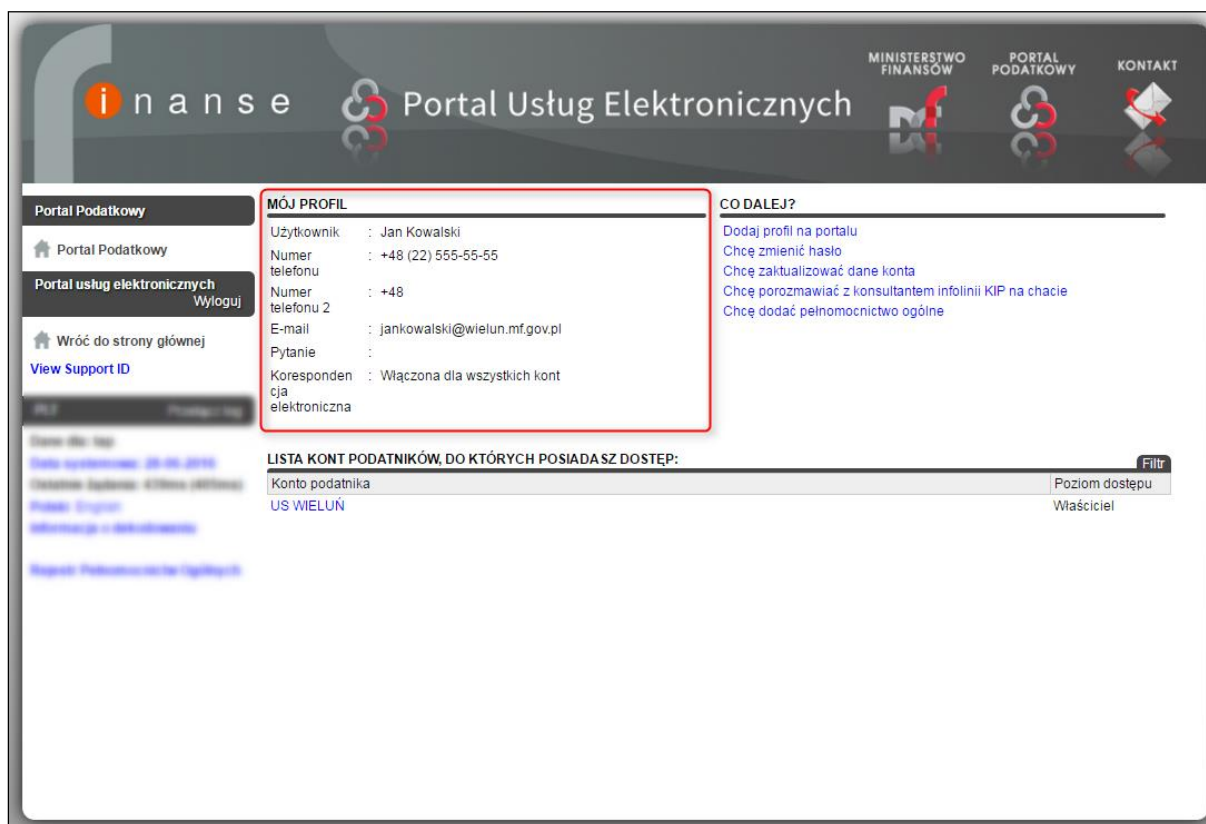 finanse
Portal Usług Elektronicznych
MINISTERSTWO
FINANSÓW
mf
PORTAL
PODATKOWY
KONTAKT
Portal Podatkowy
Portal Podatkowy
Portal usług elektronicznych
Wyloguj
Wróć do strony głównej
View Support ID
MÓJ PROFIL
Użytkownik : Jan Kowalski
Numer : +48 (22) 555-55-55
telefonu
Numer : +48
telefonu 2
E-mail : jankowalski@wielun.mf.gov.pl
Pytanie :
Koresponden : Włączona dla wszystkich kont
cja
elektroniczna
CO DALEJ?
Dodaj profil na portalu
Chcę zmienić hasło
Chcę zaktualizować dane konta
Chcę porozmawiać z konsultantem infolinii KIP na chacie
Chcę dodać pełnomocnictwo ogólne
LISTA KONT PODATNIKÓW, DO KTÓRYCH POSIADASZ DOSTĘP:
Filtr
Konto podatnika Poziom dostępu
US WIELUŃ Właściciel